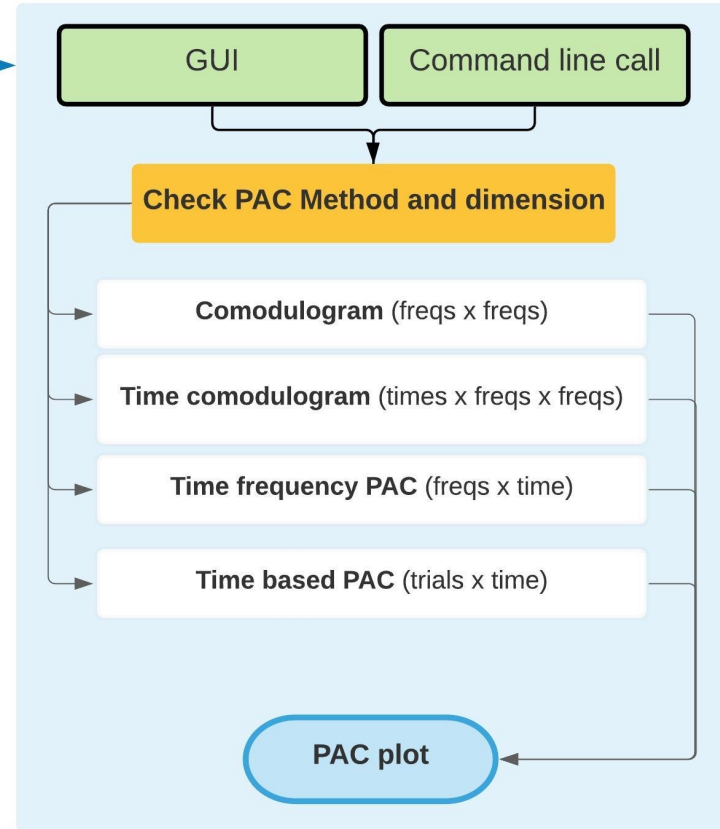 GUI
Command line call
Check PAC Method and dimension
Comodulogram (freqs x freqs)
Time comodulogram (times x freqs x freqs)
Time frequency PAC (freqs x time)
Time based PAC (trials x time)
PAC plot